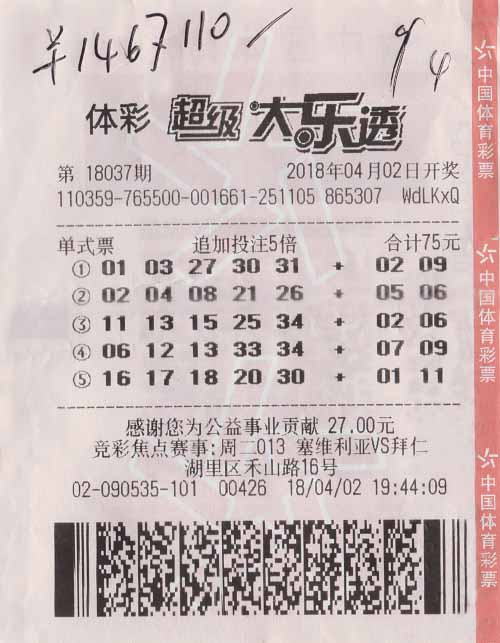 ¥1467110
9/4
体彩 超级大乐透
第 18037期 2018年04月02日开奖
110359-765500-001661-251105 865307 WdLKxQ
单式票 追加投注5倍 合计75元
① 01 03 27 30 31 + 02 09
② 02 04 08 21 26 + 05 06
③ 11 13 15 25 34 + 02 06
④ 06 12 13 33 34 + 07 09
⑤ 16 17 18 20 30 + 01 11
感谢您为公益事业贡献 27.00元
竞彩焦点赛事:周二013 塞维利亚VS拜仁
湖里区禾山路16号
02-090535-101 00426 18/04/02 19:44:09
中国体育彩票
中国体育彩票
中国体育彩票